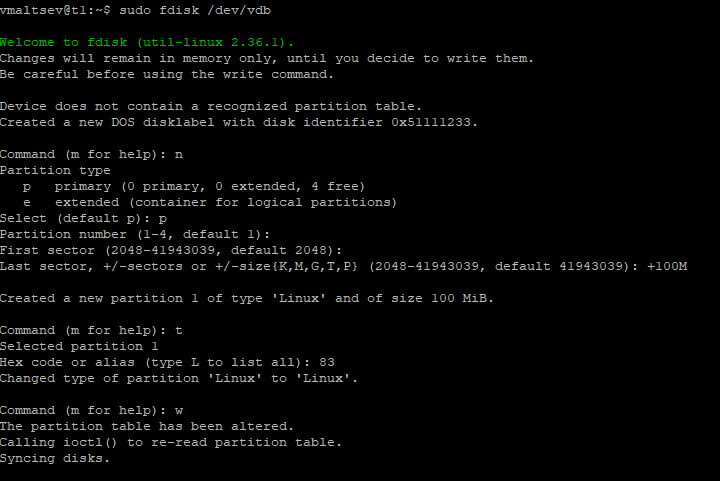 vmaltsev@t1:~$ sudo fdisk /dev/vdb
Welcome to fdisk (util-linux 2.36.1).
Changes will remain in memory only, until you decide to write them.
Be careful before using the write command.
Device does not contain a recognized partition table.
Created a new DOS disklabel with disk identifier 0x51111233.
Command (m for help): n
Partition type
   p   primary (0 primary, 0 extended, 4 free)
   e   extended (container for logical partitions)
Select (default p): p
Partition number (1-4, default 1):
First sector (2048-41943039, default 2048):
Last sector, +/-sectors or +/-size{K,M,G,T,P} (2048-41943039, default 41943039): +100M
Created a new partition 1 of type 'Linux' and of size 100 MiB.
Command (m for help): t
Selected partition 1
Hex code or alias (type L to list all): 83
Changed type of partition 'Linux' to 'Linux'.
Command (m for help): w
The partition table has been altered.
Calling ioctl() to re-read partition table.
Syncing disks.